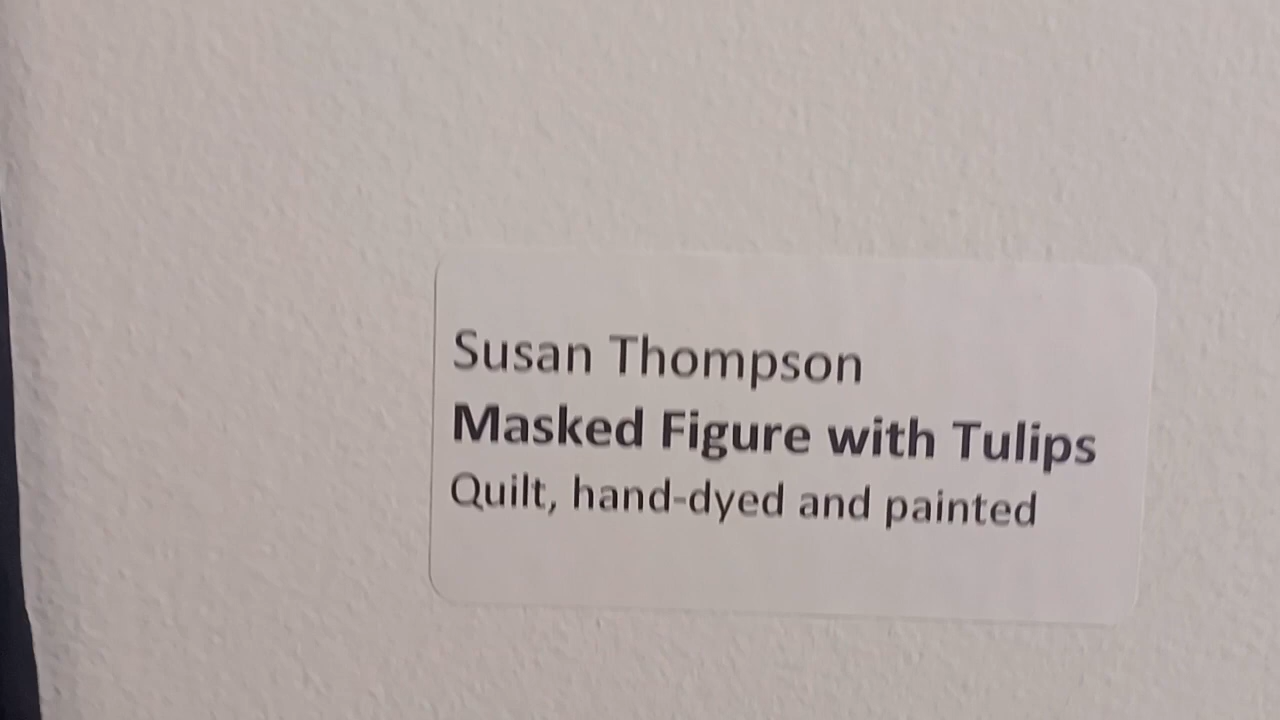 Susan Thompson
Masked Figure with Tulips
Quilt, hand-dyed and painted